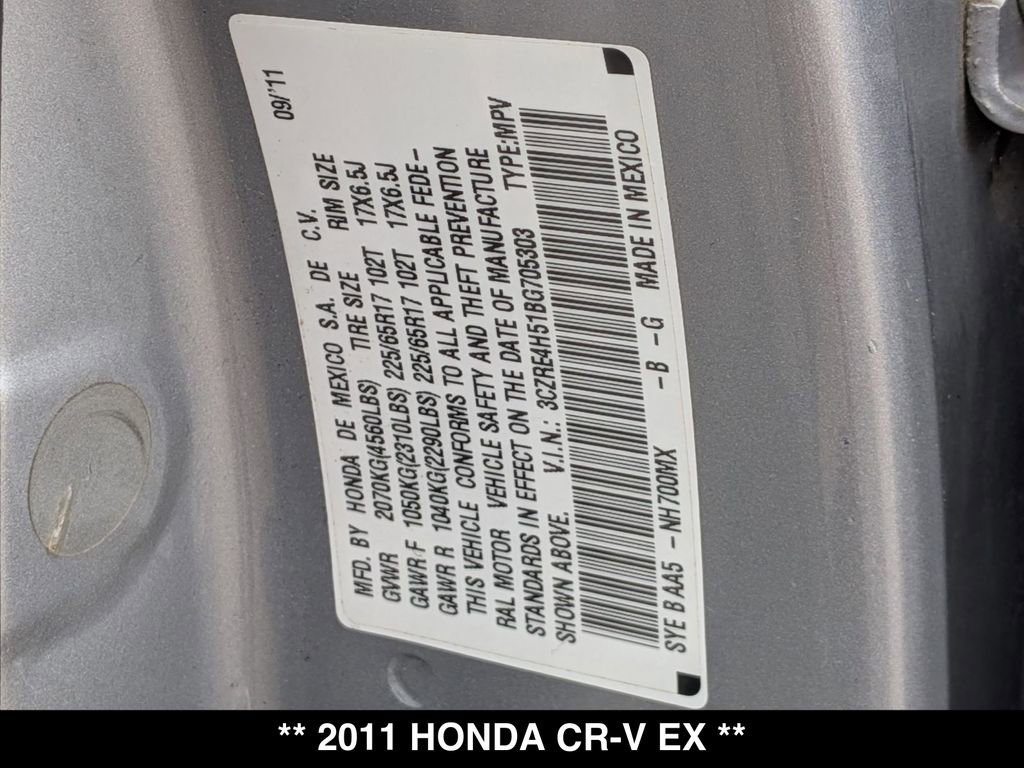 09/'11
MFD. BY HONDA DE MEXICO S.A. DE C.V.
TIRE SIZE RIM SIZE
GVWR 2070KG(4560LBS)
GAWR F 1050KG(2310LBS) 225/65R17 102T 17X6.5J
GAWR R 1040KG(2290LBS) 225/65R17 102T 17X6.5J
THIS VEHICLE CONFORMS TO ALL APPLICABLE FEDE-
RAL MOTOR VEHICLE SAFETY AND THEFT PREVENTION
STANDARDS IN EFFECT ON THE DATE OF MANUFACTURE
SHOWN ABOVE. V.I.N.: 3CZRE4H51BG705303 TYPE:MPV
SYE B AA5 -NH700MX -B -G MADE IN MEXICO
** 2011 HONDA CR-V EX **